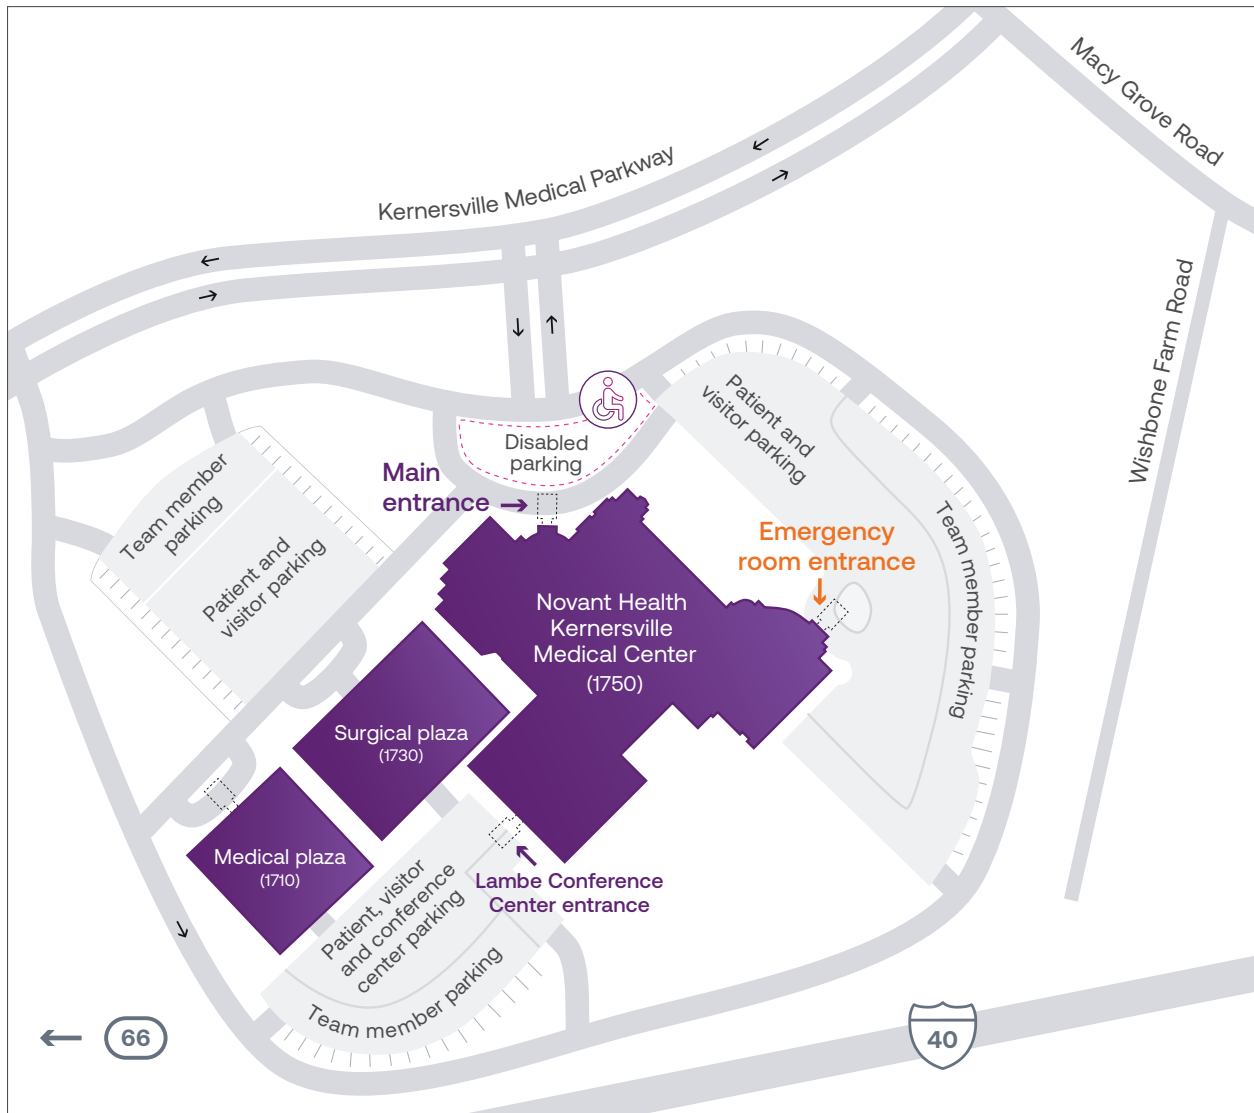 Macy Grove Road
Kernersville Medical Parkway
Wishbone Farm Road
Patient and
visitor parking
Disabled
parking
Main
entrance
Team member
parking
Patient and
visitor parking
Emergency
room entrance
Team member parking
Novant Health
Kernersville
Medical Center
(1750)
Surgical plaza
(1730)
Medical plaza
(1710)
Lambe Conference
Center entrance
Patient, visitor
and conference
center parking
Team member parking
66
40